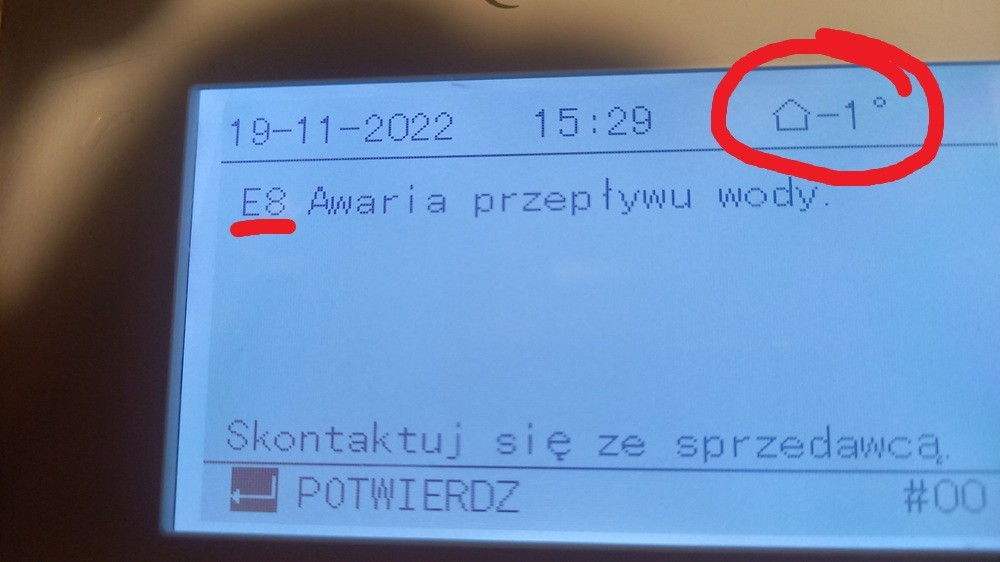 19-11-2022 15:29 -1°
E8 Awaria przepływu wody.
Skontaktuj się ze sprzedawcą.
POTWIERDZ #00